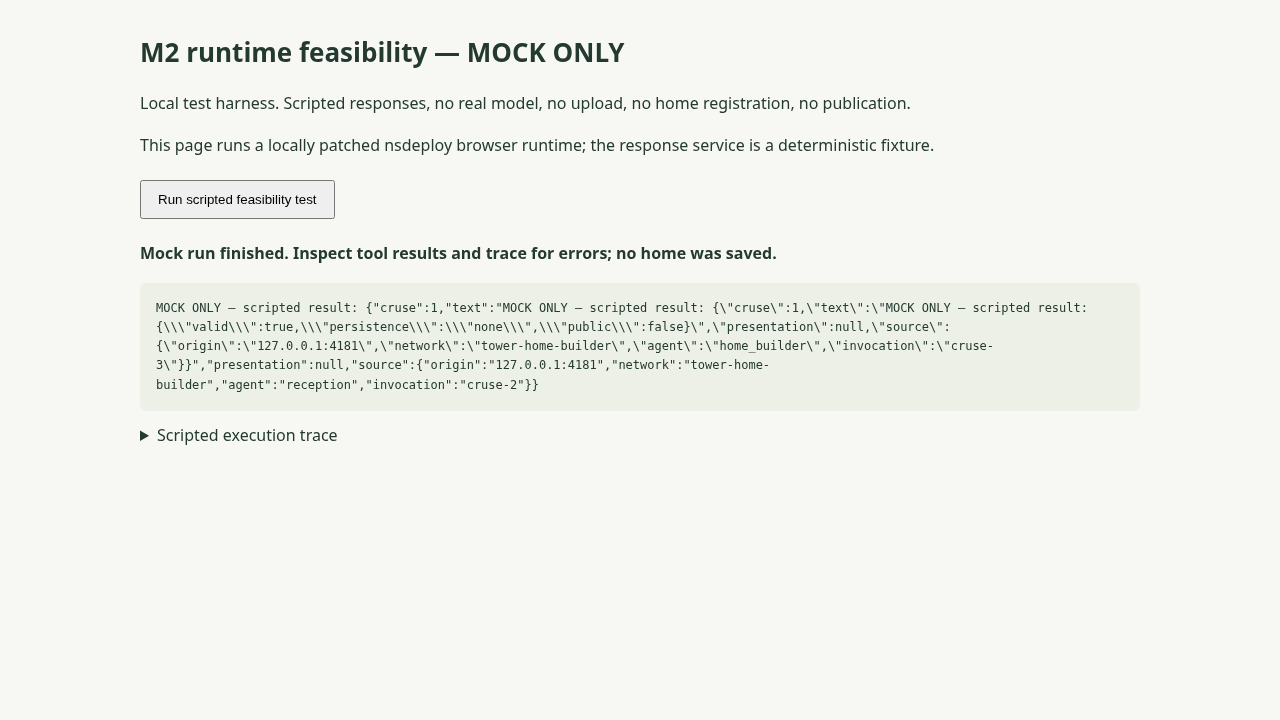 M2 runtime feasibility — MOCK ONLY
Local test harness. Scripted responses, no real model, no upload, no home registration, no publication.
This page runs a locally patched nsdeploy browser runtime; the response service is a deterministic fixture.
Run scripted feasibility test
Mock run finished. Inspect tool results and trace for errors; no home was saved.
MOCK ONLY — scripted result: {"cruse":1,"text":"MOCK ONLY — scripted result: {\"cruse\":1,\"text\":\"MOCK ONLY — scripted result:
{\\\"valid\\\":true,\\\"persistence\\\":\\\"none\\\",\\\"public\\\":false}\",\"presentation\":null,\"source\":
{\"origin\":\"127.0.0.1:4181\",\"network\":\"tower-home-builder\",\"agent\":\"home_builder\",\"invocation\":\"cruse-
3\"}}","presentation":null,"source":{"origin":"127.0.0.1:4181","network":"tower-home-
builder","agent":"reception","invocation":"cruse-2"}}
Scripted execution trace